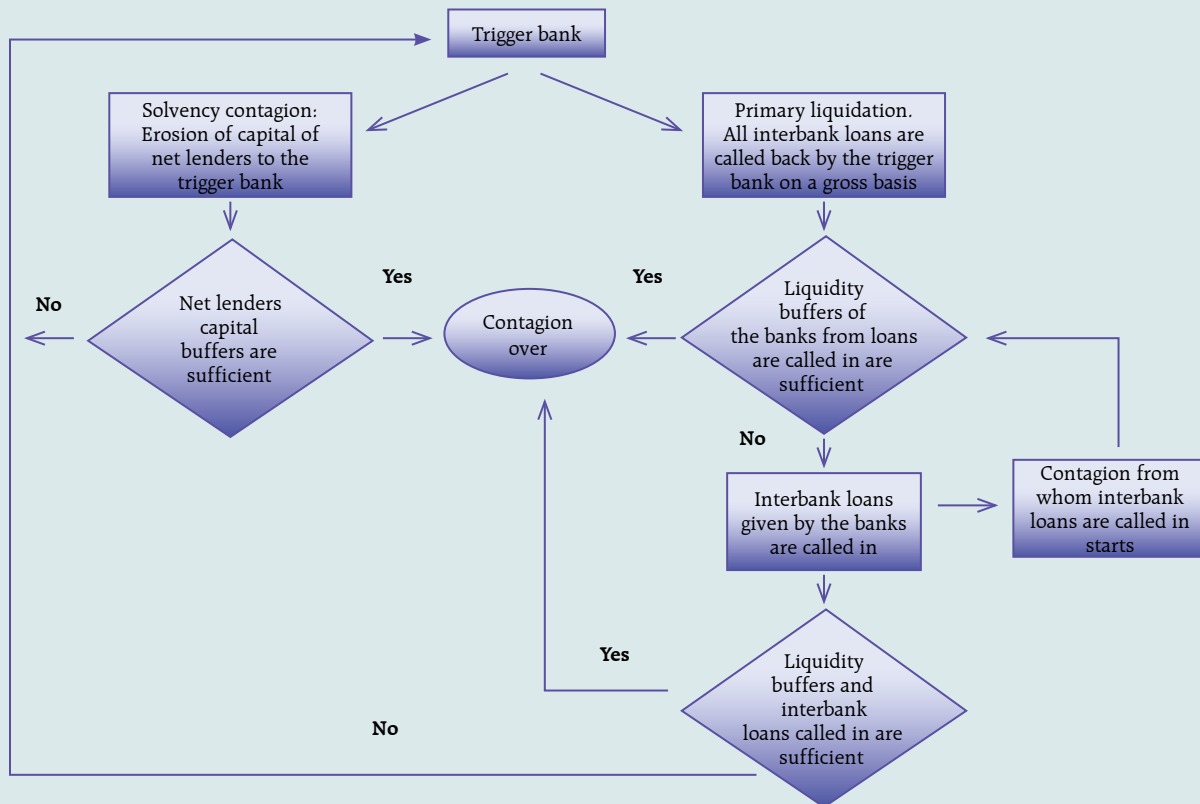 Trigger bank
Solvency contagion:
Erosion of capital of
net lenders to the
trigger bank
Primary liquidation.
All interbank loans are
called back by the trigger
bank on a gross basis
No
Net lenders
capital
buffers are
sufficient
Yes
Contagion
over
Yes
Liquidity
buffers of
the banks from loans
are called in are
sufficient
No
Interbank loans
given by the banks
are called in
Contagion from
whom interbank
loans are called in
starts
Yes
No
Liquidity
buffers and
interbank
loans called in are
sufficient